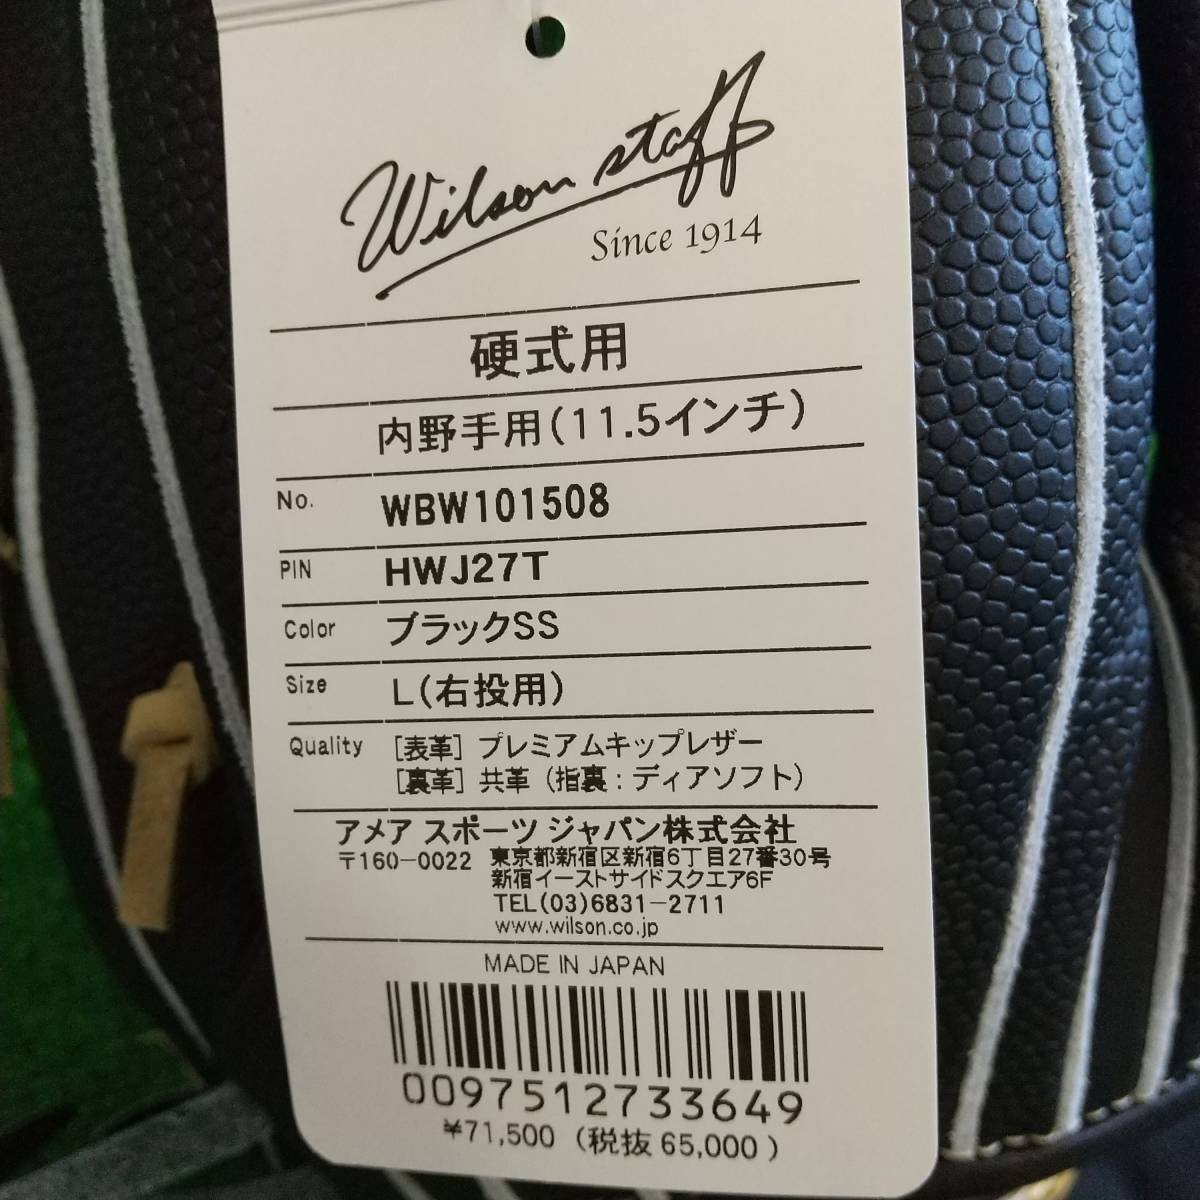 Wilson staff
Since 1914
硬式用
内野手用(11.5インチ)
No. WBW101508
PIN HWJ27T
Color ブラックSS
Size L(右投用)
Quality [表革] プレミアムキップレザー
[裏革] 共革 (指裏:ディアソフト)
アメア スポーツ ジャパン株式会社
〒160-0022 東京都新宿区新宿6丁目27番30号
新宿イーストサイドスクエア6F
TEL(03)6831-2711
www.wilson.co.jp
MADE IN JAPAN
0097512733649
¥71,500 (税抜 65,000)